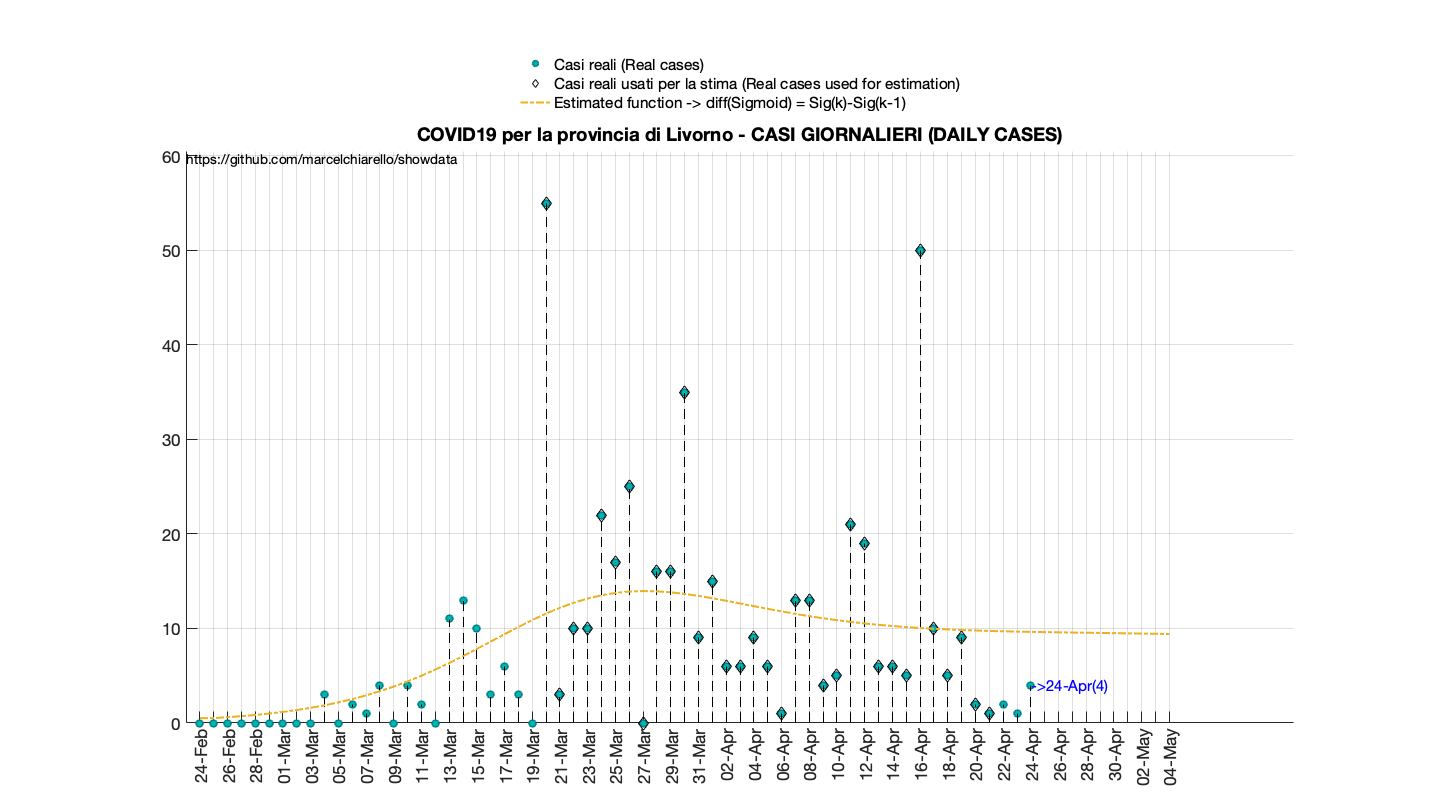 Casi reali (Real cases)
Casi reali usati per la stima (Real cases used for estimation)
Estimated function -> diff(Sigmoid) = Sig(k)-Sig(k-1)
COVID19 per la provincia di Livorno - CASI GIORNALIERI (DAILY CASES)
https://github.com/marcelchiarello/showdata
60
50
40
30
20
10
0
->24-Apr(4)
24-Feb
26-Feb
28-Feb
01-Mar
03-Mar
05-Mar
07-Mar
09-Mar
11-Mar
13-Mar
15-Mar
17-Mar
19-Mar
21-Mar
23-Mar
25-Mar
27-Mar
29-Mar
31-Mar
02-Apr
04-Apr
06-Apr
08-Apr
10-Apr
12-Apr
14-Apr
16-Apr
18-Apr
20-Apr
22-Apr
24-Apr
26-Apr
28-Apr
30-Apr
02-May
04-May